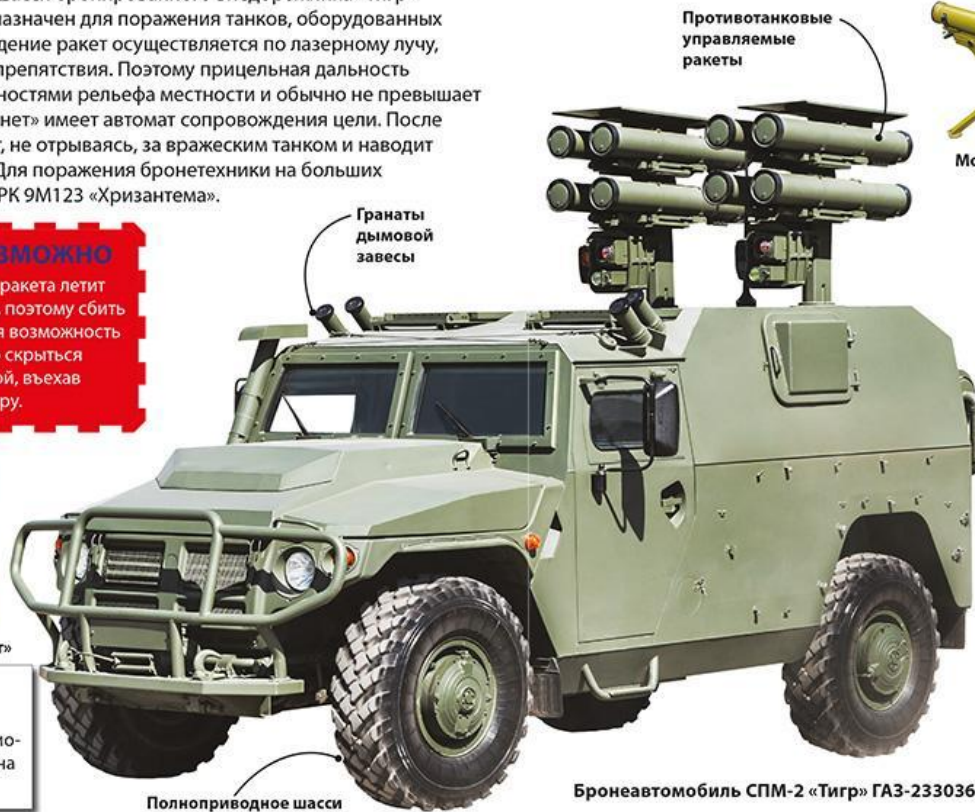 назначен для поражения танков, оборудованных
дение ракет осуществляется по лазерному лучу,
препятствия. Поэтому прицельная дальность
ностями рельефа местности и обычно не превышает
нет» имеет автомат сопровождения цели. После
, не отрываясь, за вражеским танком и наводит
Для поражения бронетехники на больших
РК 9М123 «Хризантема».
Противотанковые
управляемые
ракеты
Гранаты
дымовой
завесы
ЗМОЖНО
ракета летит
, поэтому сбить
я возможность
скрыться
ой, въехав
ру.
Полноприводное шасси
Бронеавтомобиль СПМ-2 «Тигр» ГАЗ-233036